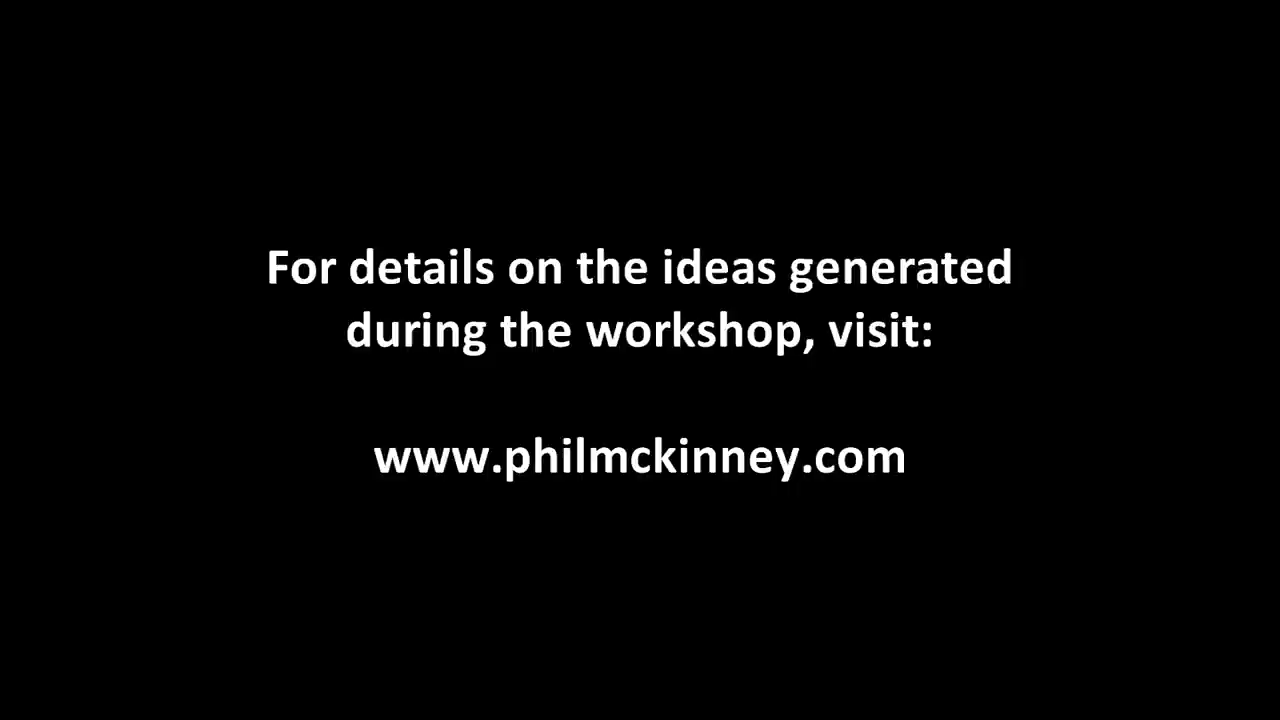 For details on the ideas generated
during the workshop, visit:
www.philmckinney.com